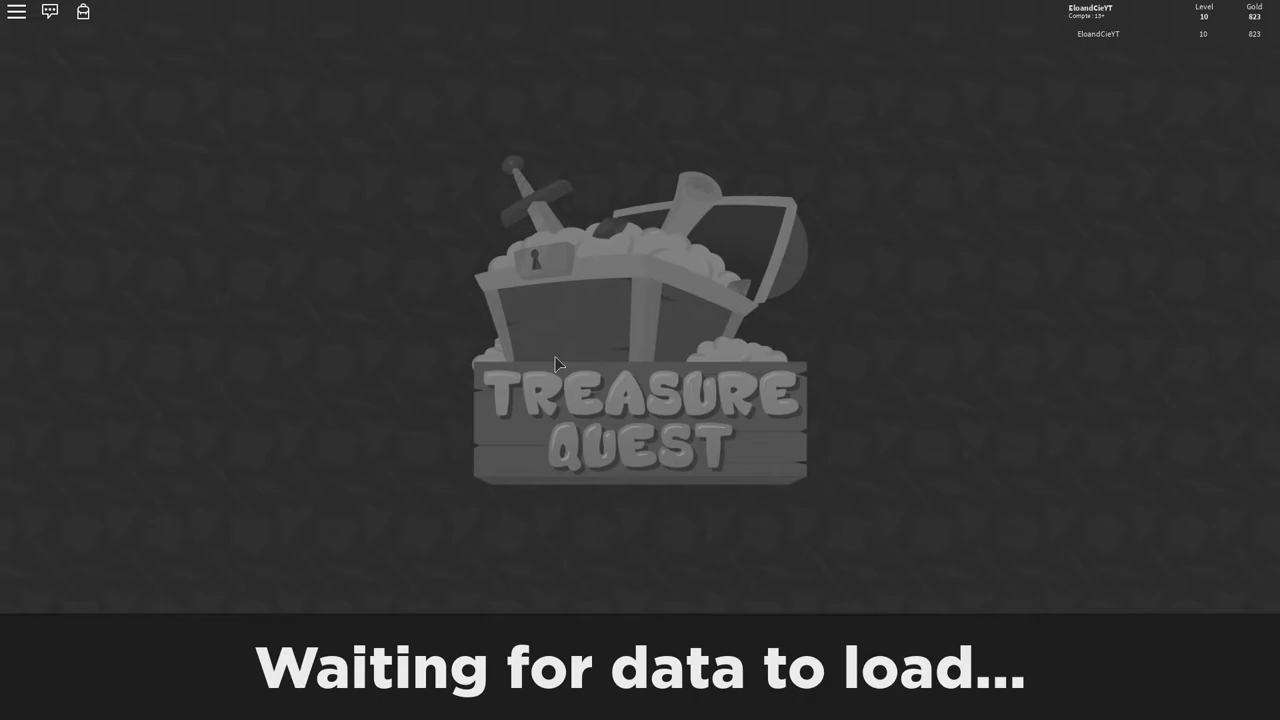 EloandCieYT Level Gold
Compte : 13+ 10 823
EloandCieYT 10 823
TREASURE
QUEST
Waiting for data to load...